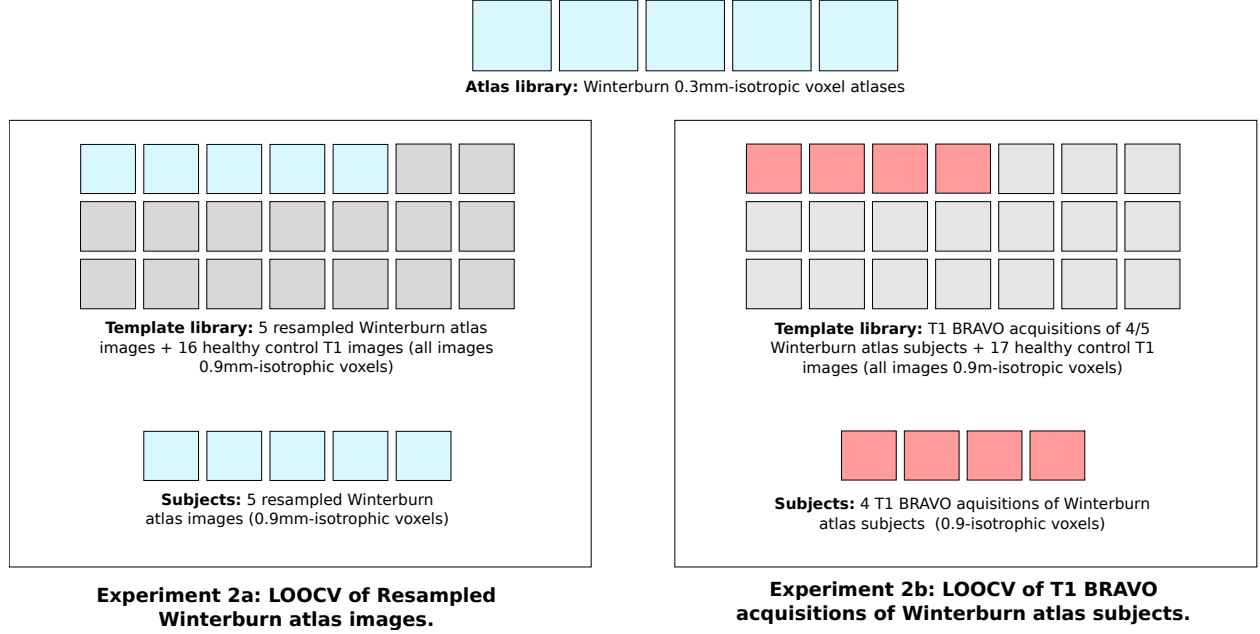 Atlas library: Winterburn 0.3mm-isotropic voxel atlases
Template library: 5 resampled Winterburn atlas
images + 16 healthy control T1 images (all images
0.9mm-isotrophic voxels)
Subjects: 5 resampled Winterburn
atlas images (0.9mm-isotrophic voxels)
Experiment 2a: LOOCV of Resampled
Winterburn atlas images.
Template library: T1 BRAVO acquisitions of 4/5
Winterburn atlas subjects + 17 healthy control T1
images (all images 0.9m-isotropic voxels)
Subjects: 4 T1 BRAVO aquisitions of Winterburn
atlas subjects  (0.9-isotrophic voxels)
Experiment 2b: LOOCV of T1 BRAVO
acquisitions of Winterburn atlas subjects.